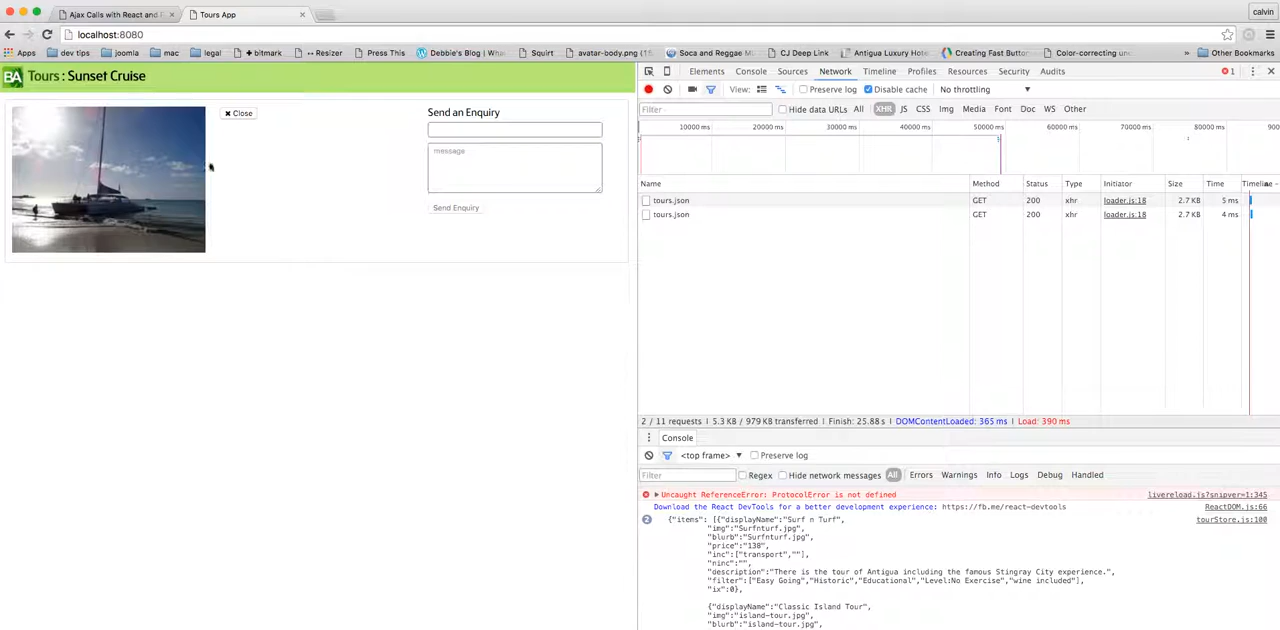 Ajax Calls with React and F
Tours App
calvin
localhost:8080
Apps dev tips joomla mac legal + bitmark ↔ Resizer Press This Debbie's Blog | Wha Squirt avatar-body.png (15 Soca and Reggae M CJ Deep Link Antigua Luxury Hote Creating Fast Button Color-correcting un » Other Bookmarks
BA Tours : Sunset Cruise
✖ Close
Send an Enquiry
message
Send Enquiry
Elements Console Sources Network Timeline Profiles Resources Security Audits 1
View: Preserve log Disable cache No throttling
Filter Hide data URLs All XHR JS CSS Img Media Font Doc WS Other
10000 ms 20000 ms 30000 ms 40000 ms 50000 ms 60000 ms 70000 ms 80000 ms 900
Name Method Status Type Initiator Size Time Timeline
tours.json GET 200 xhr loader.js:18 2.7 KB 5 ms
tours.json GET 200 xhr loader.js:18 2.7 KB 4 ms
2 / 11 requests | 5.3 KB / 979 KB transferred | Finish: 25.88 s | DOMContentLoaded: 365 ms | Load: 390 ms
Console
<top frame> Preserve log
Filter Regex Hide network messages All Errors Warnings Info Logs Debug Handled
Uncaught ReferenceError: ProtocolError is not defined livereload.js?snipver=1:345
Download the React DevTools for a better development experience: https://fb.me/react-devtools ReactDOM.js:66
2 {"items": [{"displayName":"Surf n Turf", tourStore.js:100
"img":"Surfnturf.jpg",
"blurb":"Surfnturf.jpg",
"price":"138",
"inc":["transport",""],
"ninc":"",
"description":"There is the tour of Antigua including the famous Stingray City experience.",
"filter":["Easy Going","Historic","Educational","Level:No Exercise","wine included"],
"ix":0},
{"displayName":"Classic Island Tour",
"img":"island-tour.jpg",
"blurb":"island-tour.jpg",